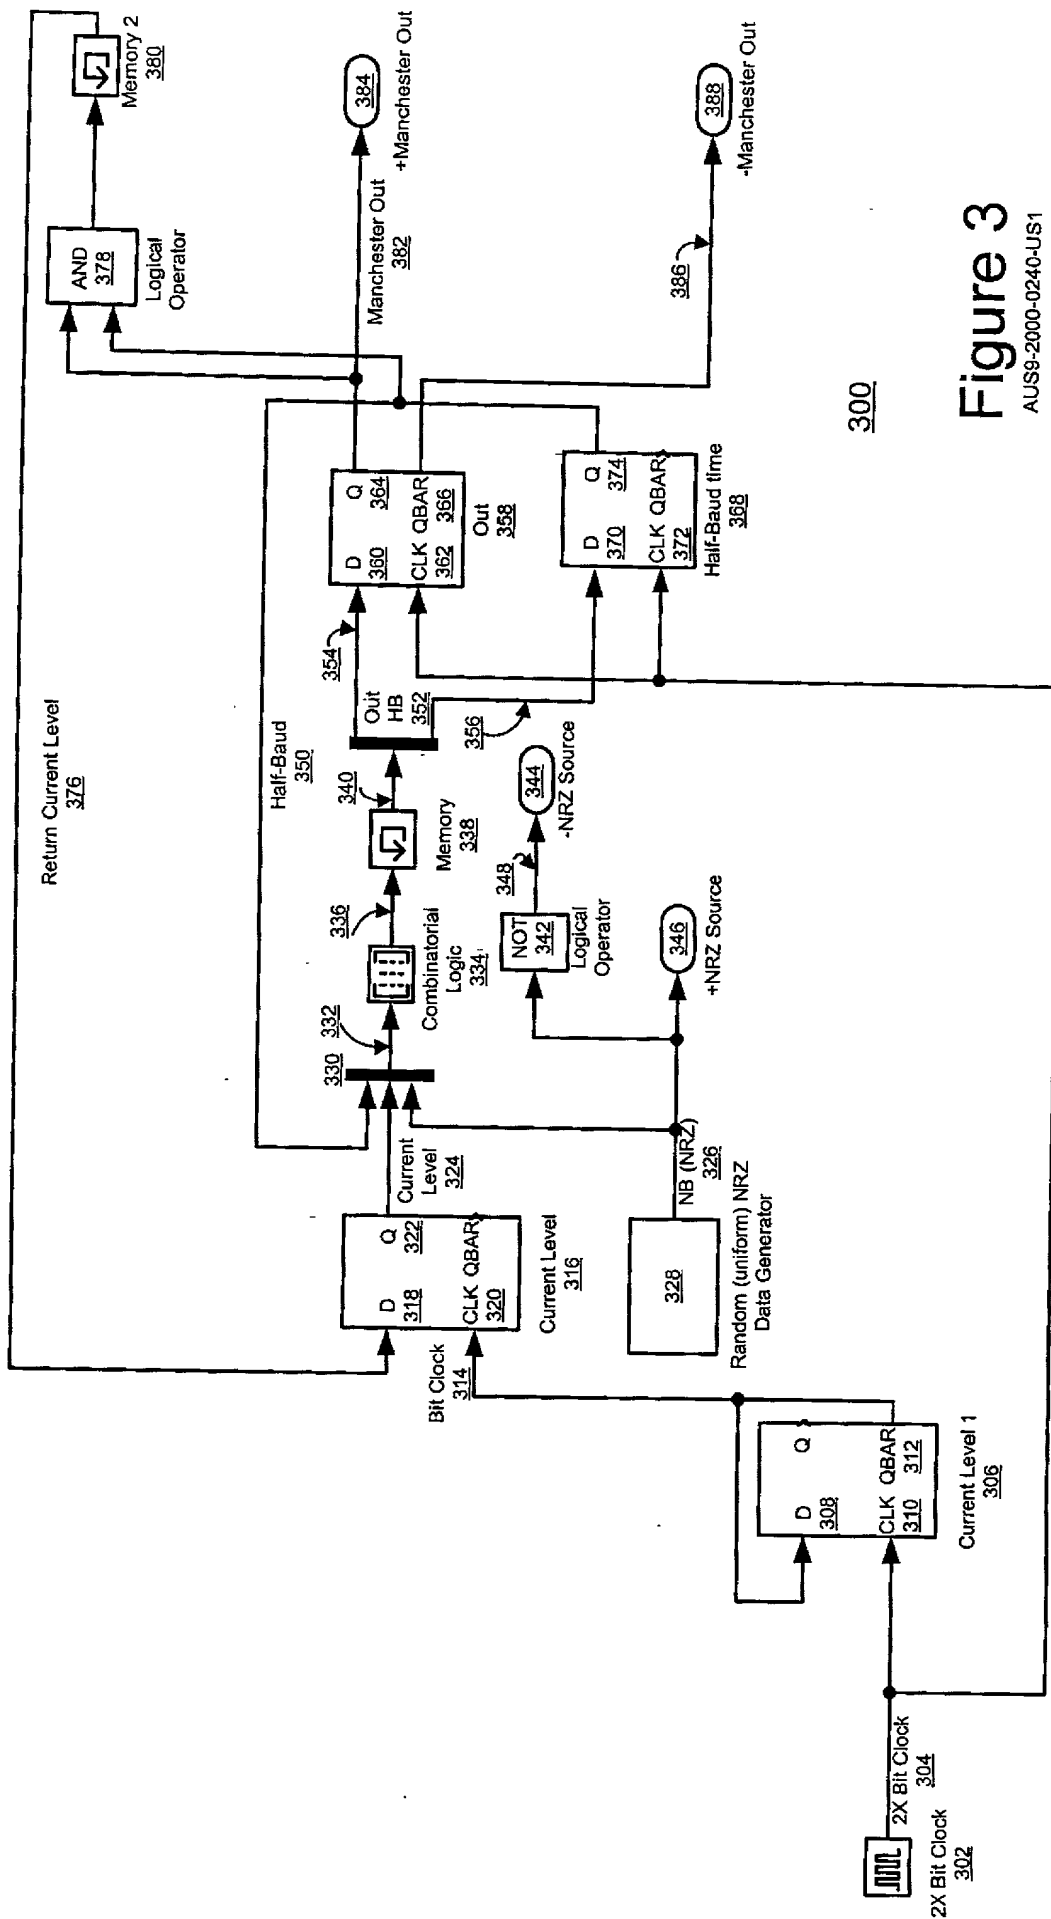 Return Current Level
376
Memory 2
380
AND
378
Logical
Operator
384
+Manchester Out
Manchester Out
382
388
-Manchester Out
386
Half-Baud
350
D
360
Q
364
CLK
362
QBAR
366
Out
358
D
370
Q
374
CLK
372
QBAR
Half-Baud time
368
354
Out
HB
352
356
340
Memory
338
336
Combinatorial
Logic
334
332
330
344
-NRZ Source
348
NOT
342
Logical
Operator
346
+NRZ Source
Current
Level
324
D
318
Q
322
CLK
320
QBAR
Current Level
316
NB (NRZ)
326
328
Random (uniform) NRZ
Data Generator
Bit Clock
314
D
308
Q
CLK
310
QBAR
312
Current Level 1
306
2X Bit Clock
304
2X Bit Clock
302
300
Figure 3
AUS9-2000-0240-US1